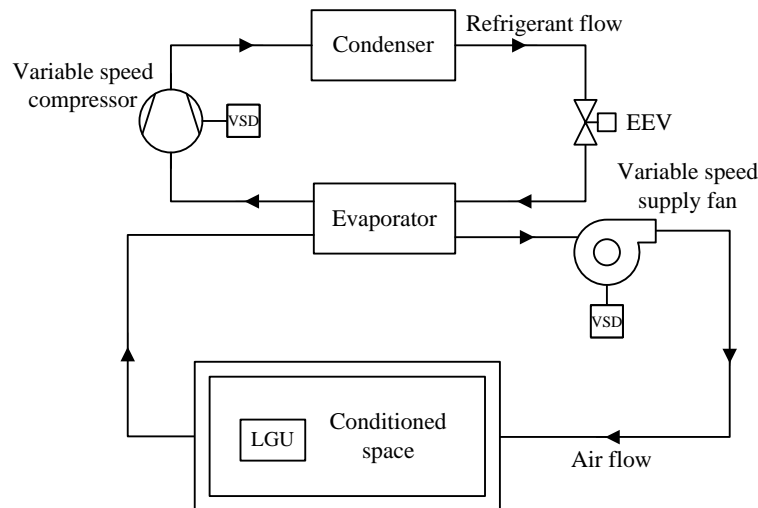 Refrigerant flow
Condenser
Variable speed
compressor
VSD
EEV
Variable speed
supply fan
Evaporator
VSD
LGU
Conditioned
space
Air flow